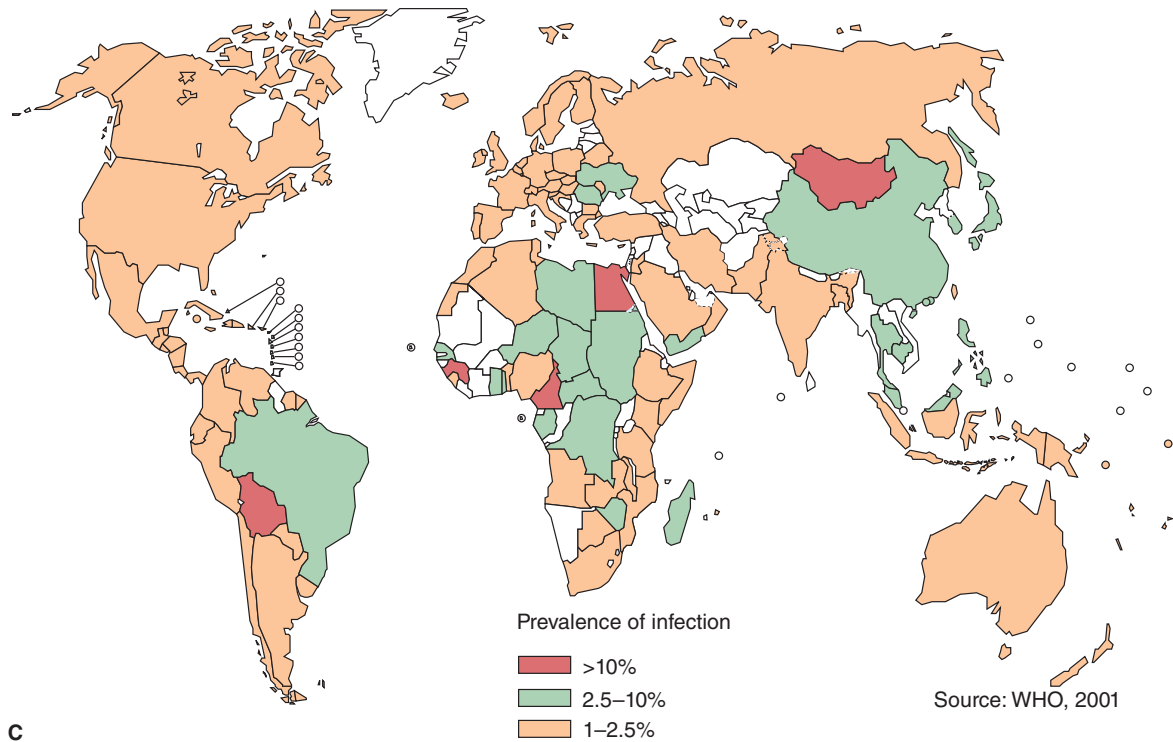 Prevalence of infection
>10%
2.5–10%
1–2.5%
Source: WHO, 2001
C